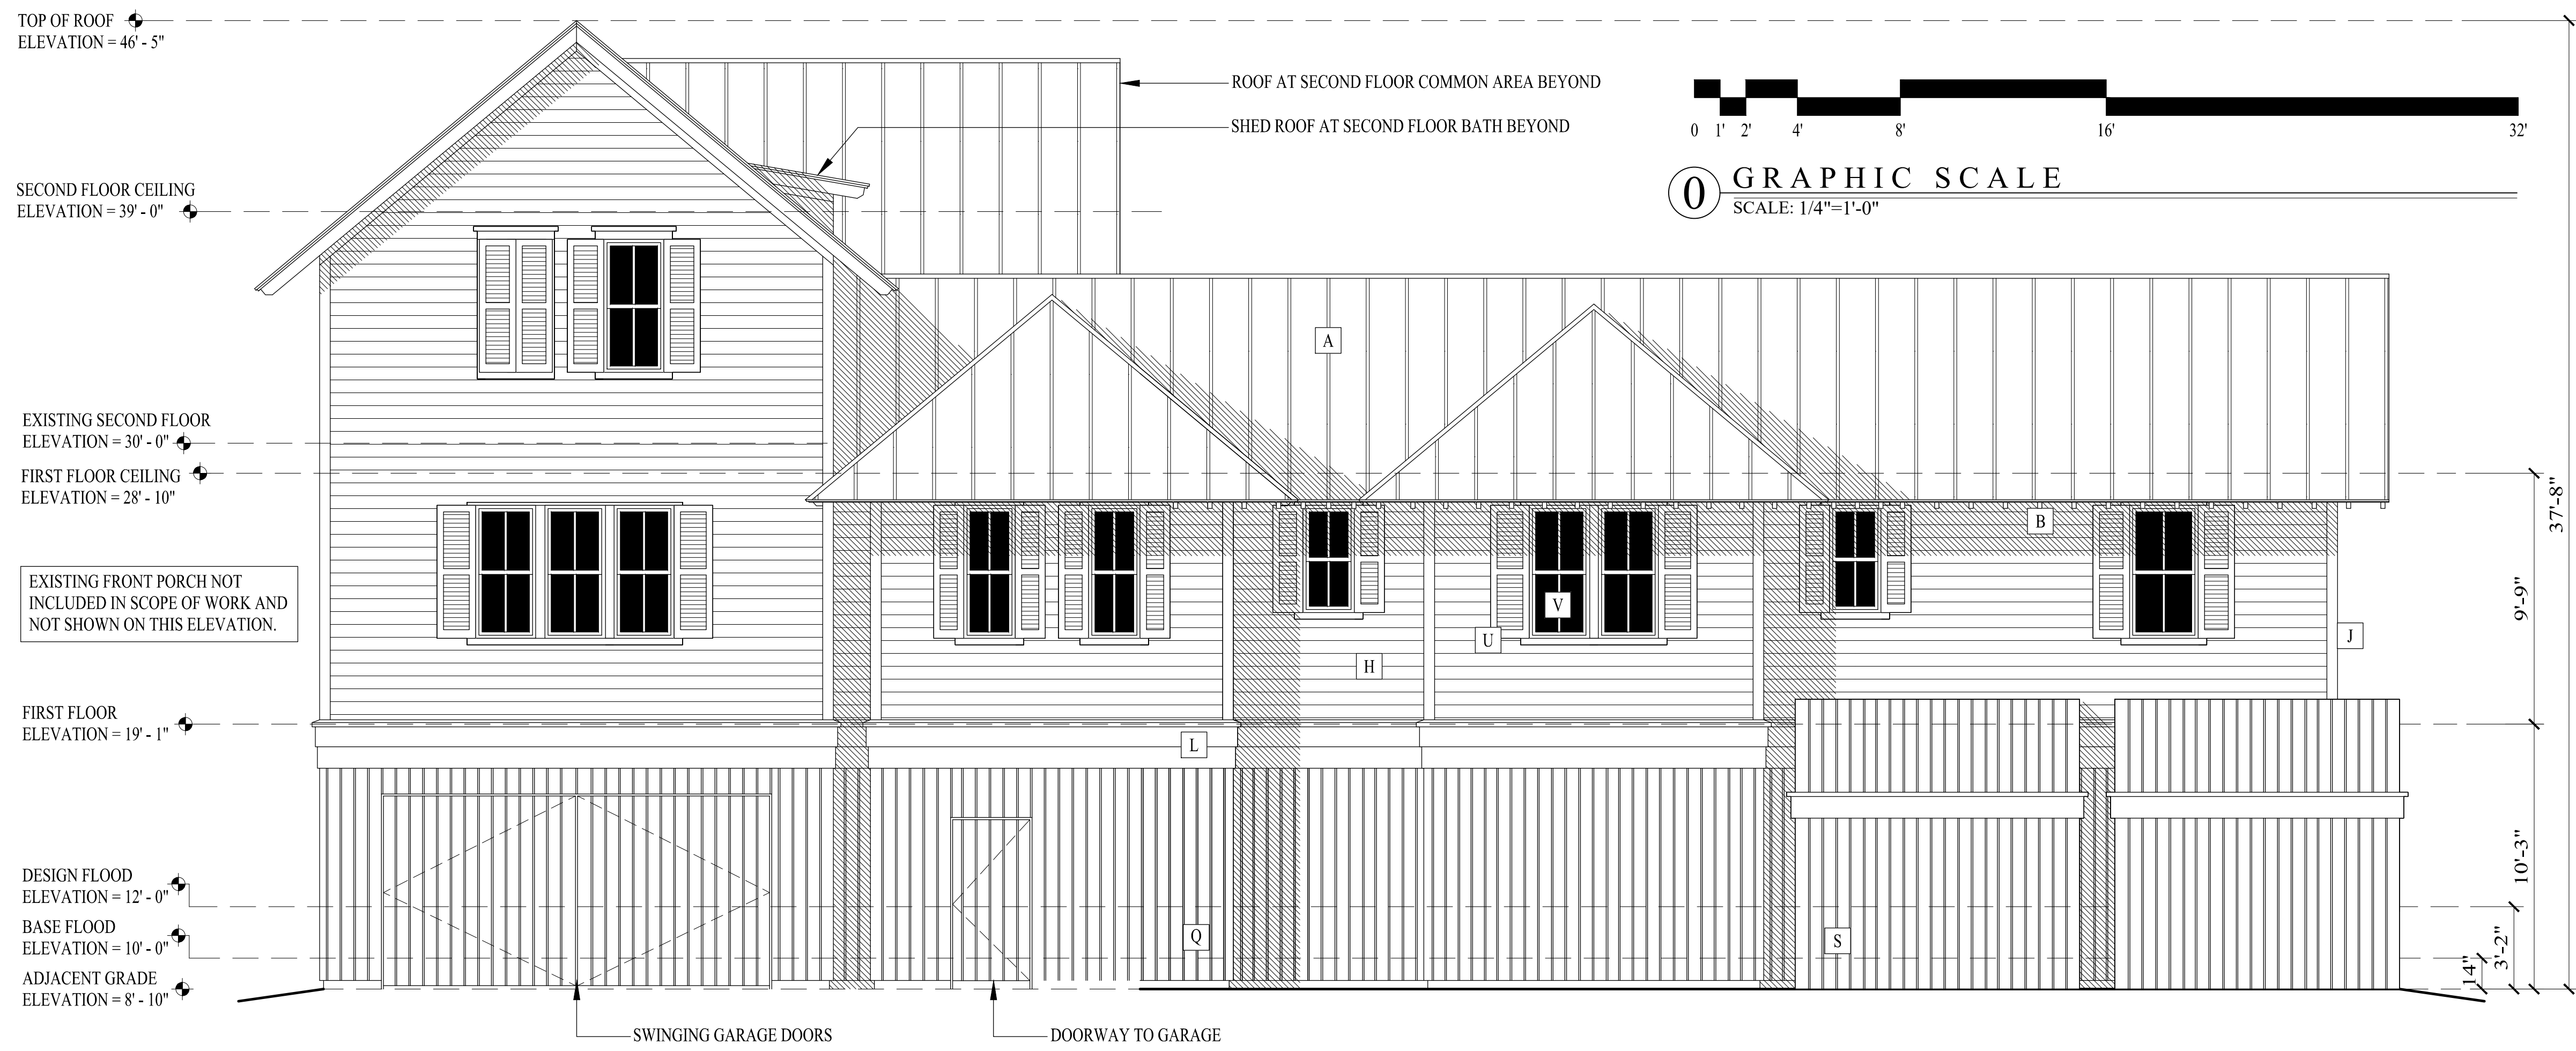 TOP OF ROOF
ELEVATION = 46' - 5"
ROOF AT SECOND FLOOR COMMON AREA BEYOND
SHED ROOF AT SECOND FLOOR BATH BEYOND
0 1' 2' 4' 8' 16' 32'
0 GRAPHIC SCALE
SCALE: 1/4"=1'-0"
SECOND FLOOR CEILING
ELEVATION = 39' - 0"
A
EXISTING SECOND FLOOR
ELEVATION = 30' - 0"
FIRST FLOOR CEILING
ELEVATION = 28' - 10"
37'-8"
B
EXISTING FRONT PORCH NOT
INCLUDED IN SCOPE OF WORK AND
NOT SHOWN ON THIS ELEVATION.
V
9'-9"
U
J
H
FIRST FLOOR
ELEVATION = 19' - 1"
L
10'-3"
DESIGN FLOOD
ELEVATION = 12' - 0"
BASE FLOOD
ELEVATION = 10' - 0"
Q
S
3'-2"
14"
ADJACENT GRADE
ELEVATION = 8' - 10"
SWINGING GARAGE DOORS
DOORWAY TO GARAGE